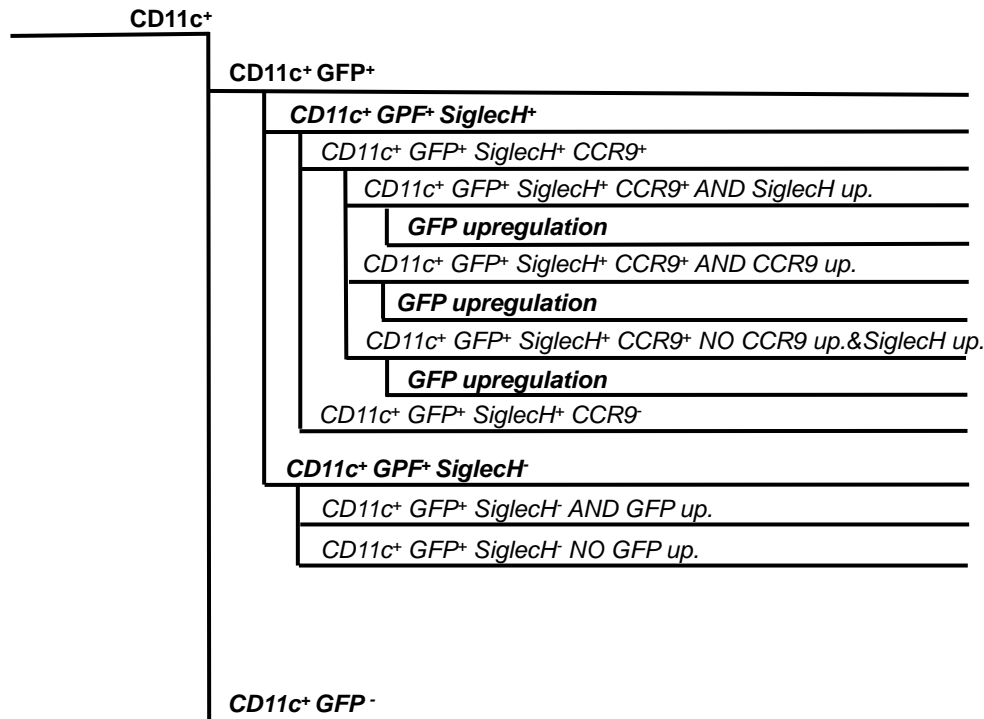 CD11c⁺
CD11c⁺ GFP⁺
CD11c⁺ GPF⁺ SiglecH⁺
CD11c⁺ GFP⁺ SiglecH⁺ CCR9⁺
CD11c⁺ GFP⁺ SiglecH⁺ CCR9⁺ AND SiglecH up.
GFP upregulation
CD11c⁺ GFP⁺ SiglecH⁺ CCR9⁺ AND CCR9 up.
GFP upregulation
CD11c⁺ GFP⁺ SiglecH⁺ CCR9⁺ NO CCR9 up.&SiglecH up.
GFP upregulation
CD11c⁺ GFP⁺ SiglecH⁺ CCR9⁻
CD11c⁺ GPF⁺ SiglecH⁻
CD11c⁺ GFP⁺ SiglecH⁻ AND GFP up.
CD11c⁺ GFP⁺ SiglecH⁻ NO GFP up.
CD11c⁺ GFP ⁻